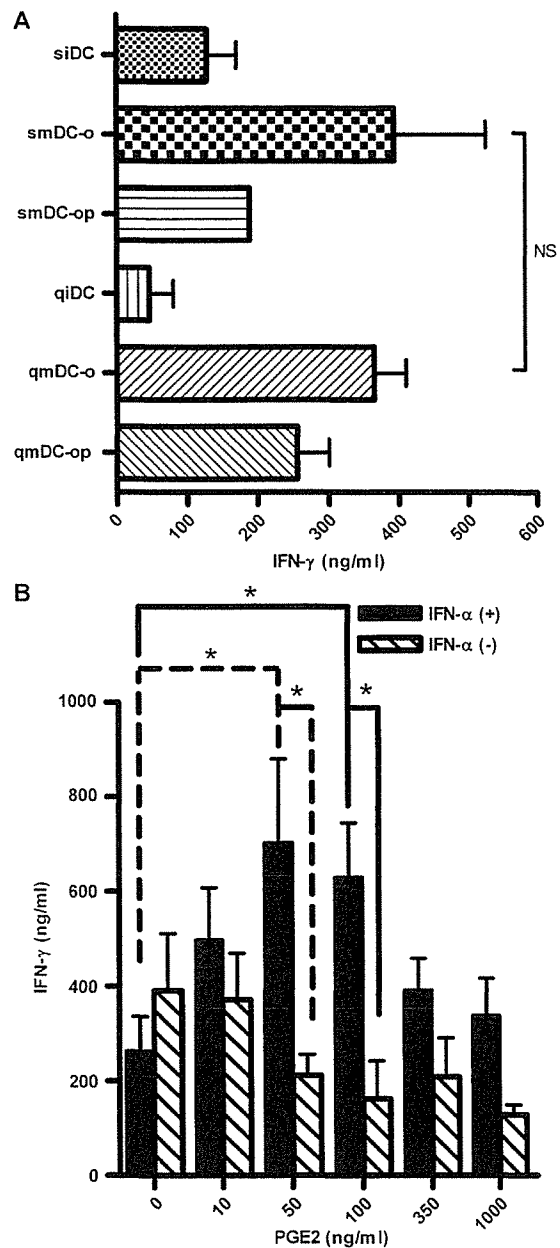 A
siDC
smDC-o
smDC-op
qiDC
qmDC-o
qmDC-op
NS
0 100 200 300 400 500 600
IFN-γ (ng/ml)
B
*
IFN-α (+)
IFN-α (-)
*
* *
1000
800
600
400
200
0
IFN-γ (ng/ml)
0 10 50 100 350 1000
PGE2 (ng/ml)